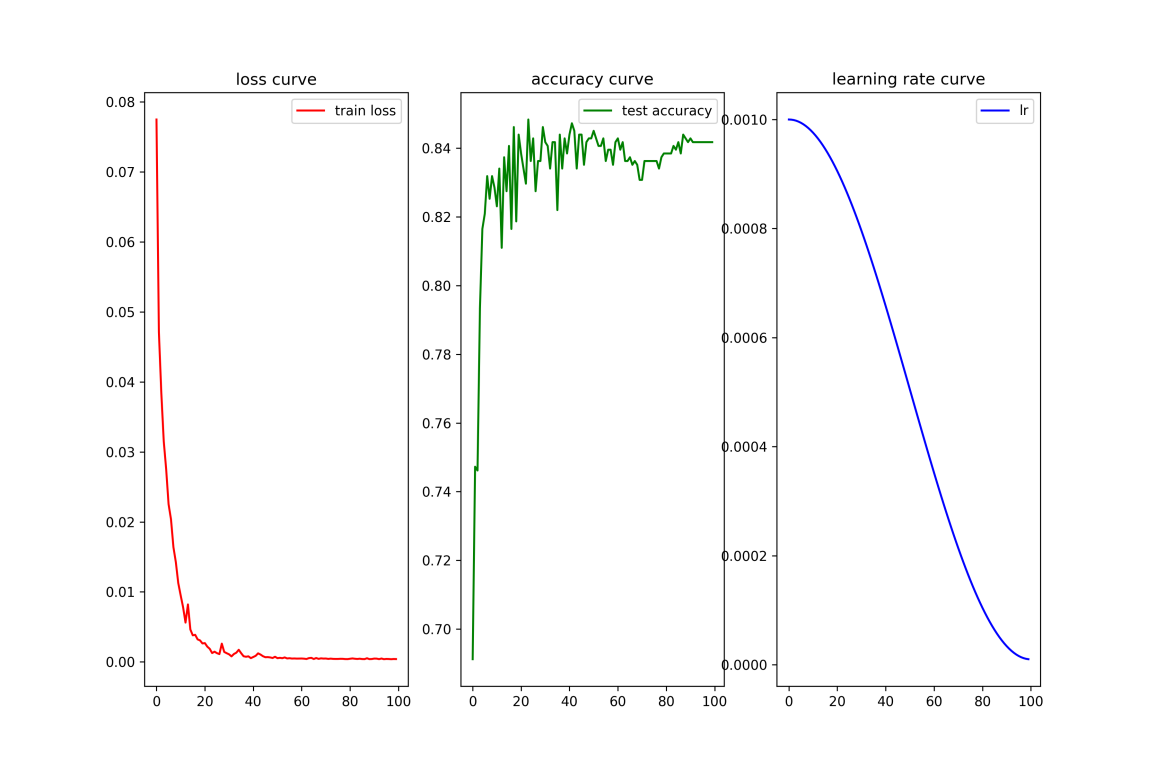 loss curve
train loss
0.08
0.07
0.06
0.05
0.04
0.03
0.02
0.01
0.00
0 20 40 60 80 100
accuracy curve
test accuracy
0.84
0.82
0.80
0.78
0.76
0.74
0.72
0.70
0 20 40 60 80 100
learning rate curve
lr
0.0010
0.0008
0.0006
0.0004
0.0002
0.0000
0 20 40 60 80 100